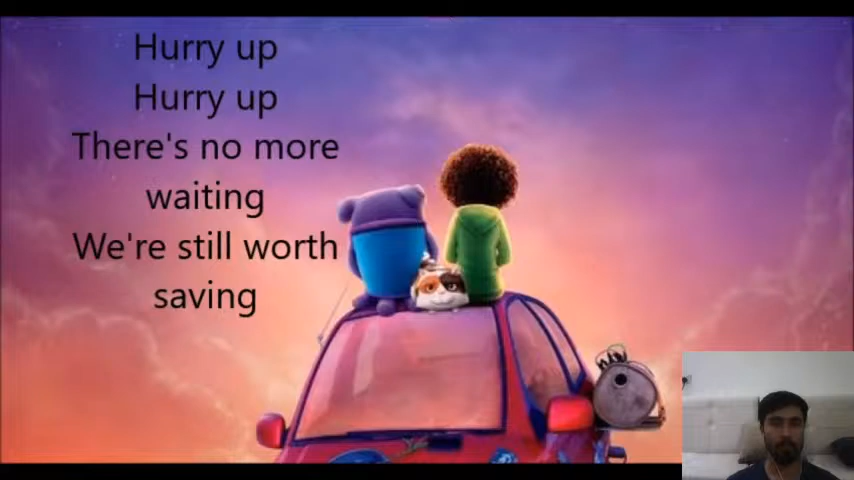 Hurry up
Hurry up
There's no more
waiting
We're still worth
saving